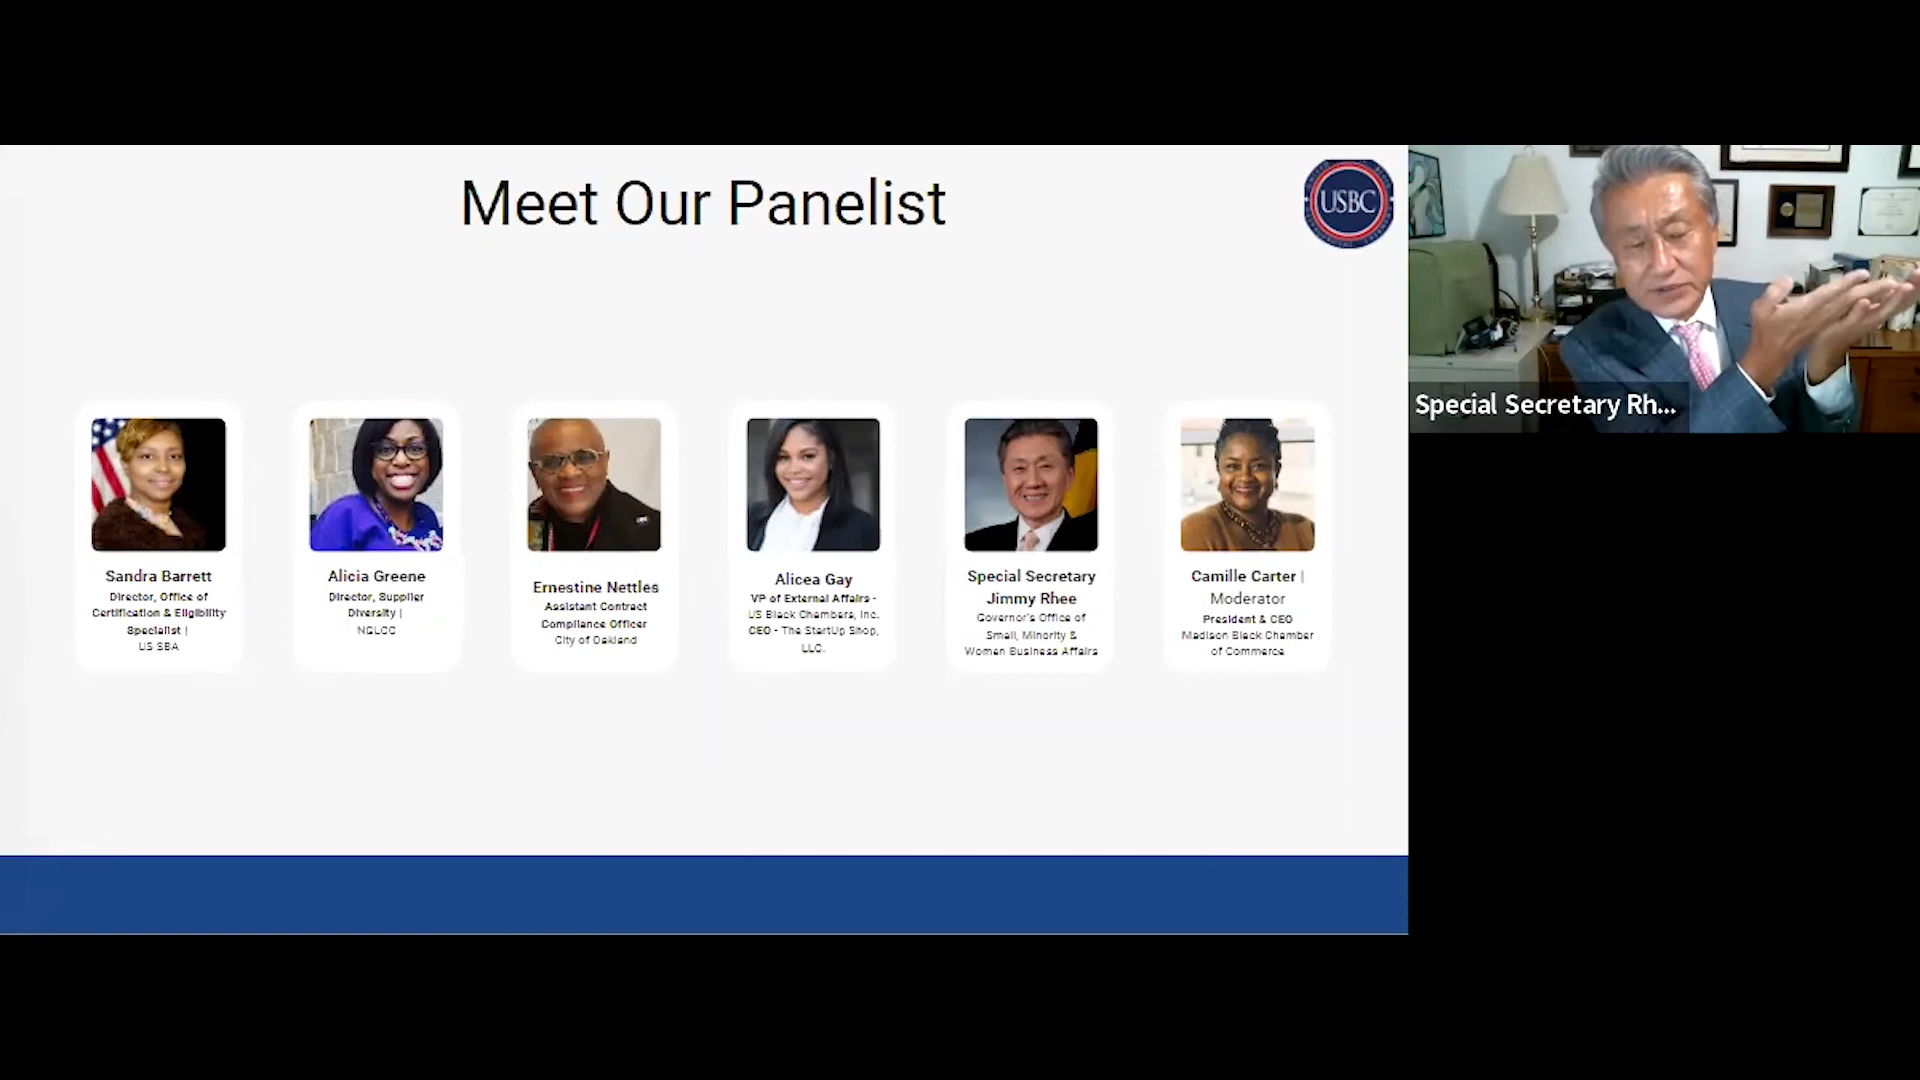 Meet Our Panelist
USBC
Special Secretary Rh...
Sandra Barrett
Director, Office of
Certification & Eligibility
Specialist |
US SBA
Alicia Greene
Director, Supplier
Diversity |
NGLCC
Ernestine Nettles
Assistant Contract
Compliance Officer
City of Oakland
Alicea Gay
VP of External Affairs -
US Black Chambers, Inc.
CEO - The StartUp Shop,
LLC.
Special Secretary
Jimmy Rhee
Governor's Office of
Small, Minority &
Women Business Affairs
Camille Carter |
Moderator
President & CEO
Madison Black Chamber
of Commerce